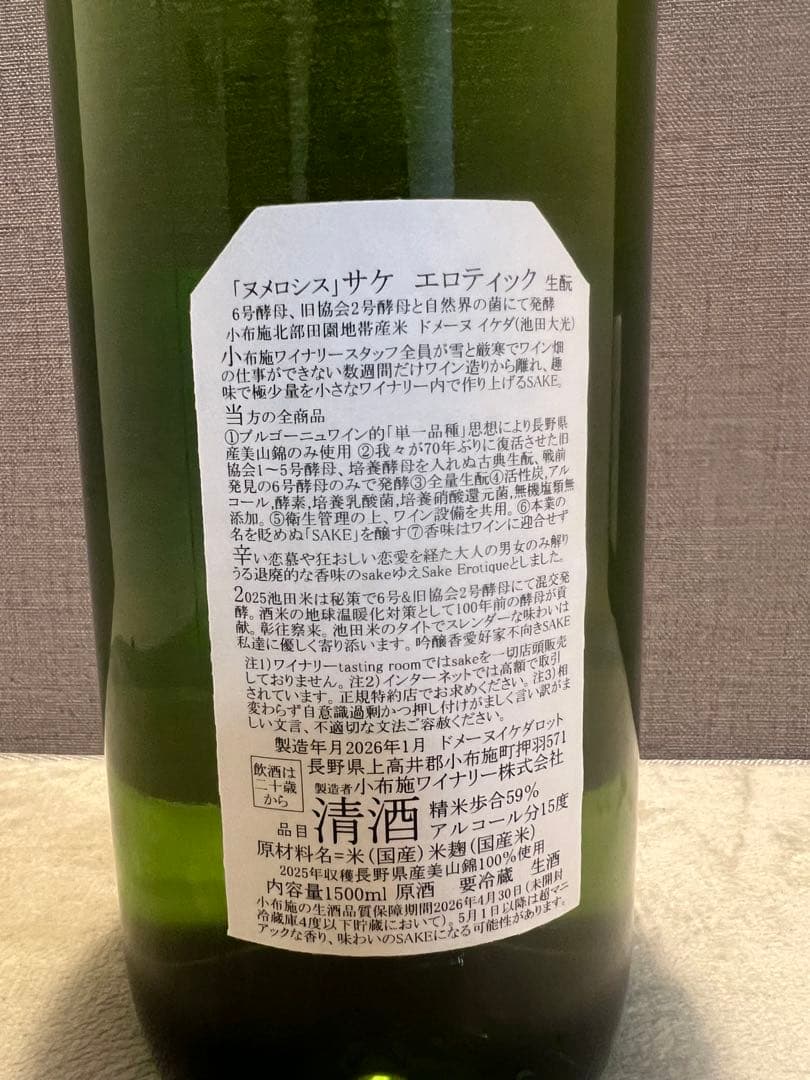 「ヌメロシス」サケ エロティック 生酛
6号酵母、旧協会2号酵母と自然界の菌にて発酵
小布施北部田園地帯産米 ドメーヌ イケダ(池田大光)
小布施ワイナリースタッフ全員が雪と厳寒でワイン畑
の仕事ができない数週間だけワイン造りから離れ、趣
味で極少量を小さなワイナリー内で作り上げるSAKE。
当方の全商品
①ブルゴーニュワイン的「単一品種」思想により長野県
産美山錦のみ使用 ②我々が70年ぶりに復活させた旧
協会1～5号酵母、培養酵母を入れぬ古典生酛、戦前
発見の6号酵母のみで発酵③全量生酛④活性炭,アル
コール,酵素,培養乳酸菌,培養硝酸還元菌,無機塩類無
添加。⑤衛生管理の上、ワイン設備を共用。⑥本業の
名を貶めぬ「SAKE」を醸す⑦香味はワインに迎合せず
辛い恋慕や狂おしい恋愛を経た大人の男女のみ解り
うる退廃的な香味のsakeゆえSake Erotiqueとしました。
2025池田米は秘策で6号&旧協会2号酵母にて混交発
酵。酒米の地球温暖化対策として100年前の酵母が貢
献。彰往察来。池田米のタイトでスレンダーな味わいは
私達に優しく寄り添います。吟醸香愛好家不向きSAKE
注1)ワイナリーtasting roomではsakeを一切店頭販売
しておりません。注2)インターネットでは高額で取引
されています。正規特約店でお求めください。注3)相
変わらず自意識過剰かつ押し付けがましく言い訳がま
しい文言、不適切な文法ご容赦ください。
製造年月2026年1月 ドメーヌイケダロット
飲酒は
二十歳
から
長野県上高井郡小布施町押羽571
製造者小布施ワイナリー株式会社
品目 清酒 精米歩合59%
アルコール分15度
原材料名=米(国産)米麹(国産米)
2025年収穫長野県産美山錦100%使用
内容量1500ml 原酒 要冷蔵 生酒
小布施の生酒品質保障期間2026年4月30日(未開封
冷蔵庫4度以下貯蔵において)。5月1日以降は超マニ
アックな香り、味わいのSAKEになる可能性があります。